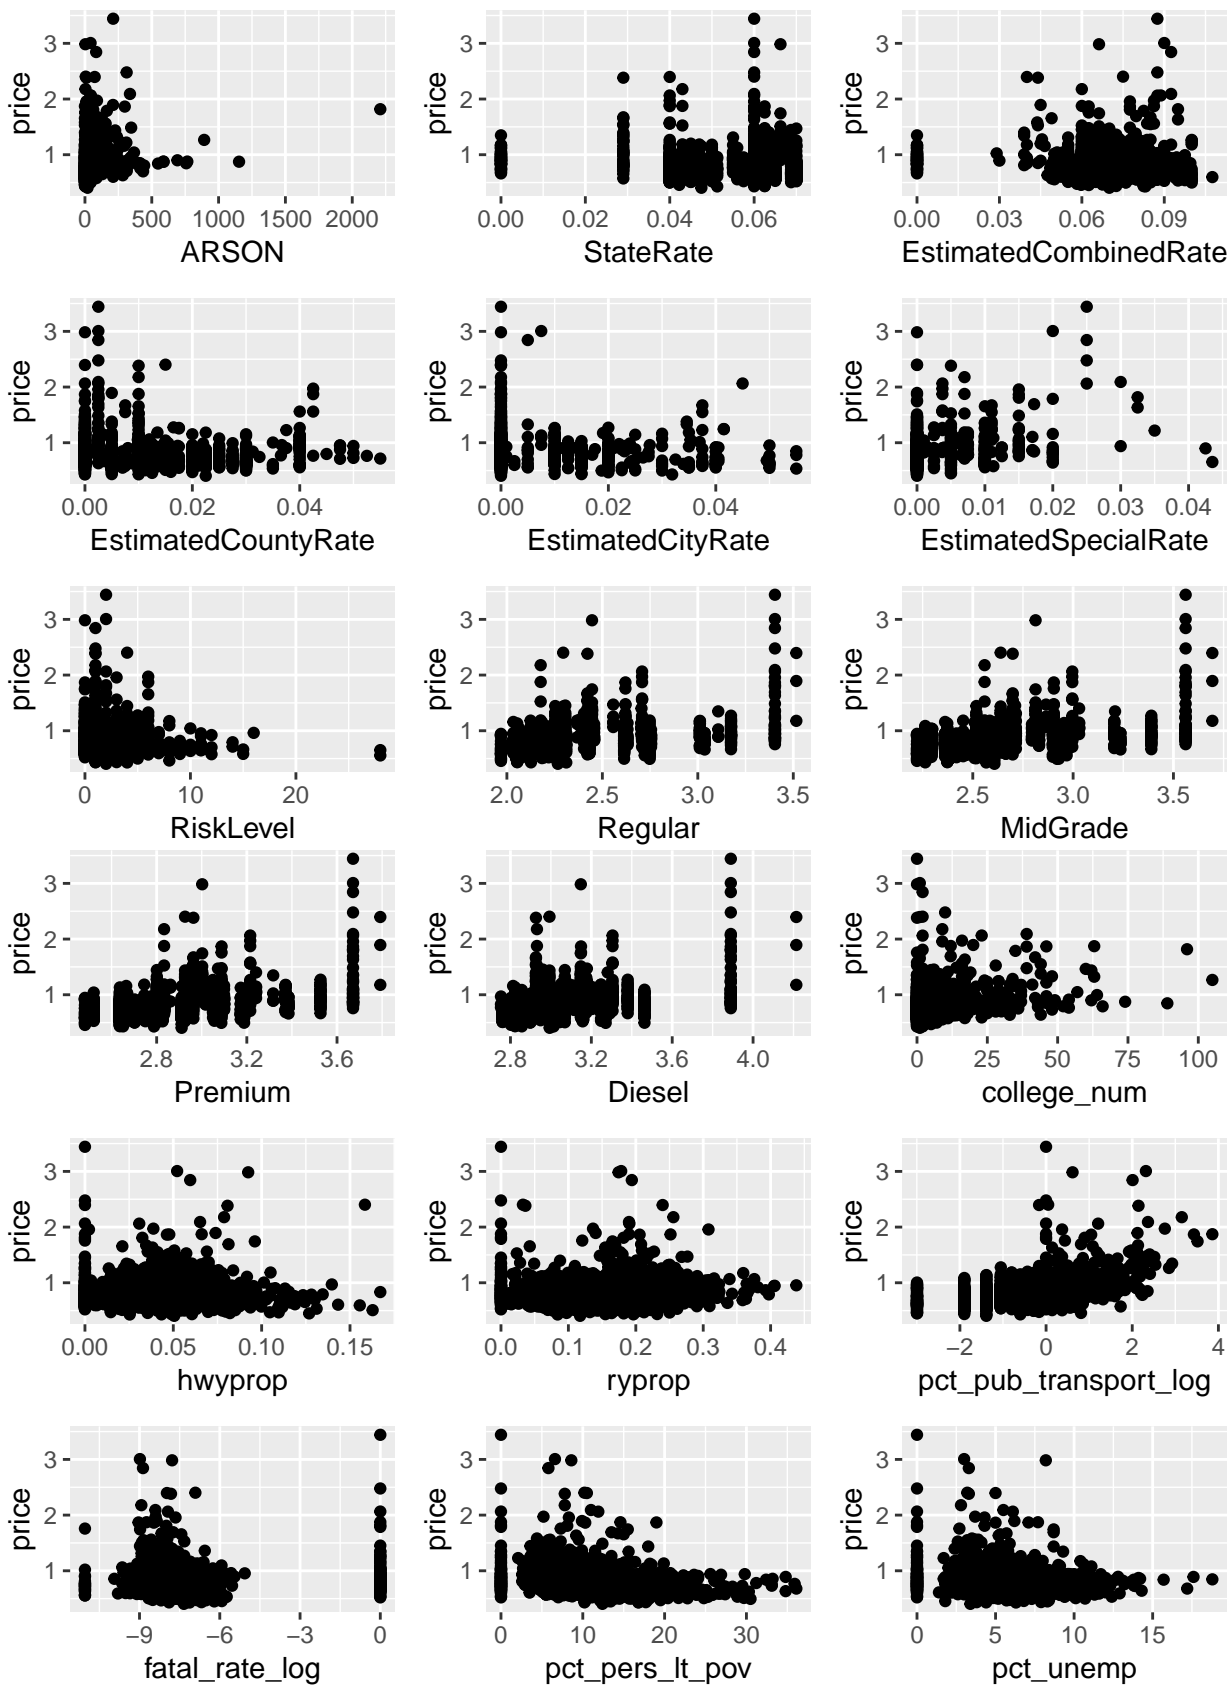 3
2
1
price
0 500 1000 1500 2000
ARSON
3
2
1
price
0.00 0.02 0.04 0.06
StateRate
3
2
1
price
0.00 0.03 0.06 0.09
EstimatedCombinedRate
3
2
1
price
0.00 0.02 0.04
EstimatedCountyRate
3
2
1
price
0.00 0.02 0.04
EstimatedCityRate
3
2
1
price
0.00 0.01 0.02 0.03 0.04
EstimatedSpecialRate
3
2
1
price
0 10 20
RiskLevel
3
2
1
price
2.0 2.5 3.0 3.5
Regular
3
2
1
price
2.5 3.0 3.5
MidGrade
3
2
1
price
2.8 3.2 3.6
Premium
3
2
1
price
2.8 3.2 3.6 4.0
Diesel
3
2
1
price
0 25 50 75 100
college_num
3
2
1
price
0.00 0.05 0.10 0.15
hwyprop
3
2
1
price
0.0 0.1 0.2 0.3 0.4
ryprop
3
2
1
price
−2 0 2 4
pct_pub_transport_log
3
2
1
price
−9 −6 −3 0
fatal_rate_log
3
2
1
price
0 10 20 30
pct_pers_lt_pov
3
2
1
price
0 5 10 15
pct_unemp